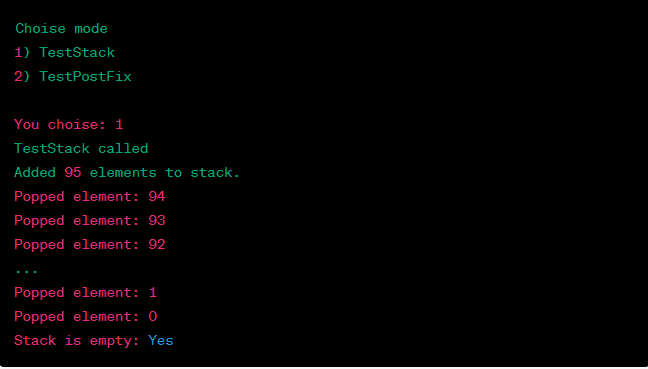 Choise mode
1) TestStack
2) TestPostFix
You choise: 1
TestStack called
Added 95 elements to stack.
Popped element: 94
Popped element: 93
Popped element: 92
...
Popped element: 1
Popped element: 0
Stack is empty: Yes